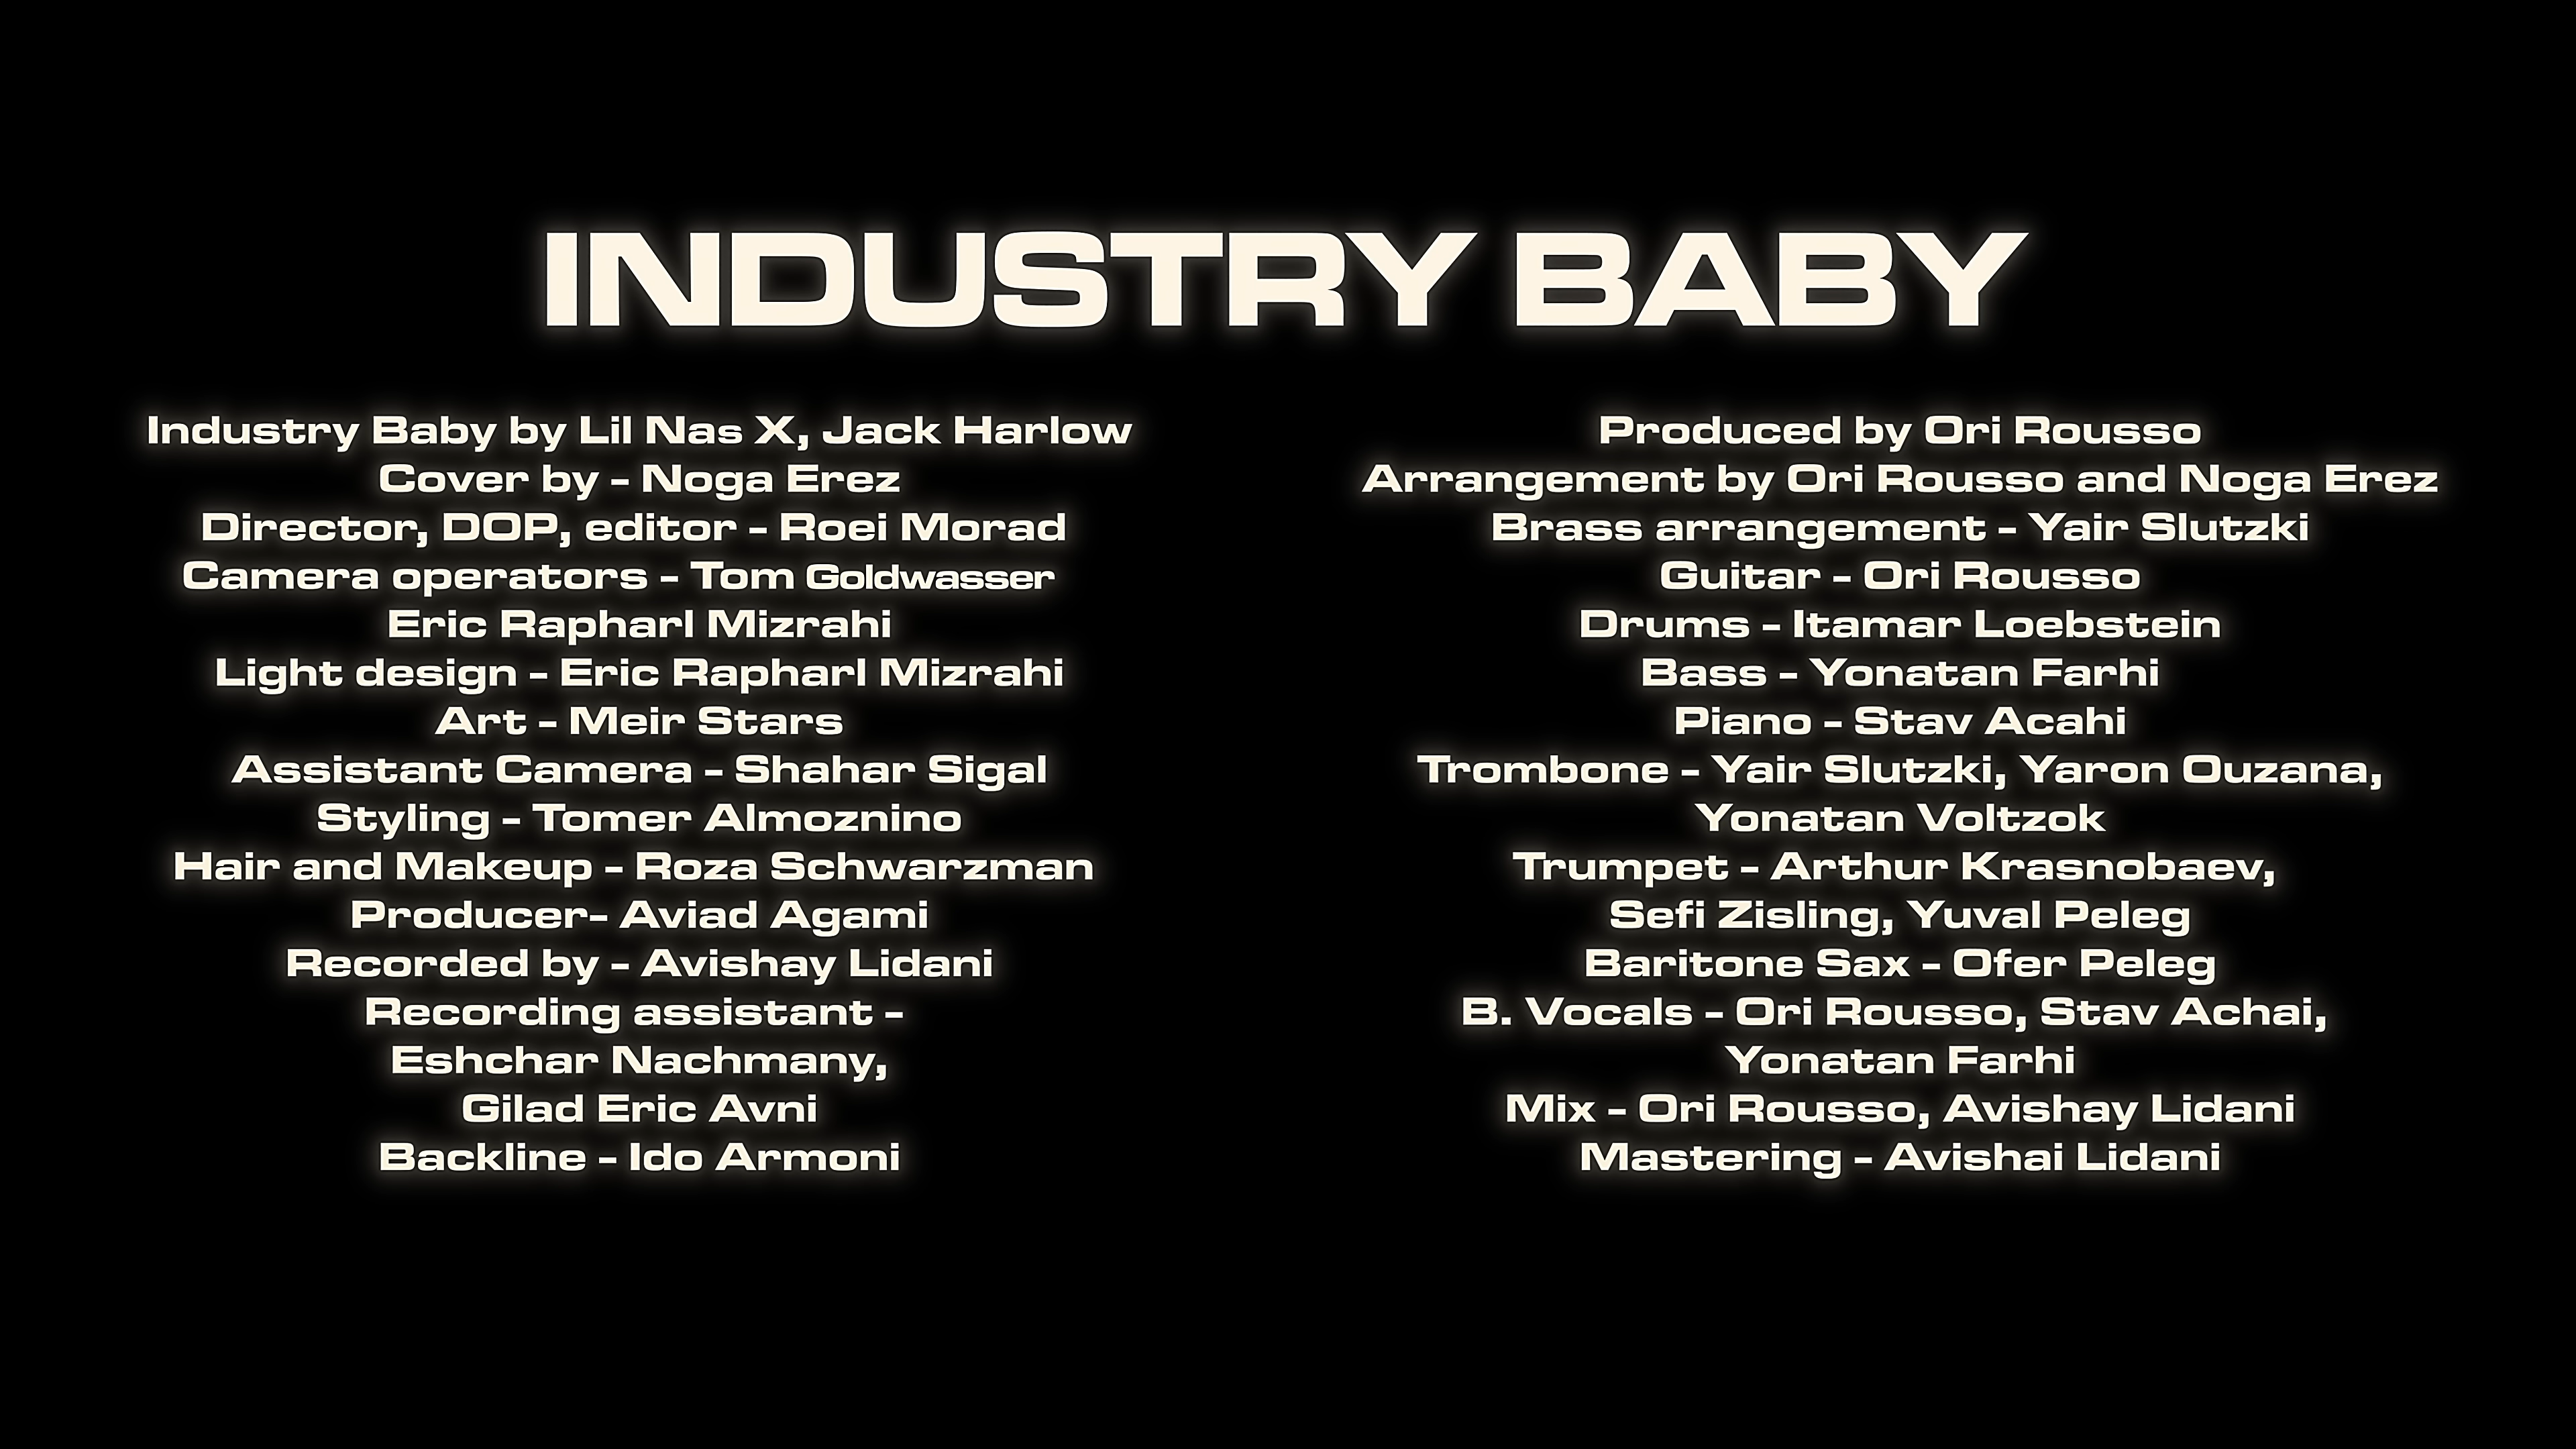 INDUSTRY BABY
Industry Baby by Lil Nas X, Jack Harlow
Cover by - Noga Erez
Director, DOP, editor - Roei Morad
Camera operators - Tom Goldwasser
Eric Rapharl Mizrahi
Light design - Eric Rapharl Mizrahi
Art - Meir Stars
Assistant Camera - Shahar Sigal
Styling - Tomer Almoznino
Hair and Makeup - Roza Schwarzman
Producer- Aviad Agami
Recorded by - Avishay Lidani
Recording assistant -
Eshchar Nachmany,
Gilad Eric Avni
Backline - Ido Armoni
Produced by Ori Rousso
Arrangement by Ori Rousso and Noga Erez
Brass arrangement - Yair Slutzki
Guitar - Ori Rousso
Drums - Itamar Loebstein
Bass - Yonatan Farhi
Piano - Stav Acahi
Trombone - Yair Slutzki, Yaron Ouzana,
Yonatan Voltzok
Trumpet - Arthur Krasnobaev,
Sefi Zisling, Yuval Peleg
Baritone Sax - Ofer Peleg
B. Vocals - Ori Rousso, Stav Achai,
Yonatan Farhi
Mix - Ori Rousso, Avishay Lidani
Mastering - Avishai Lidani